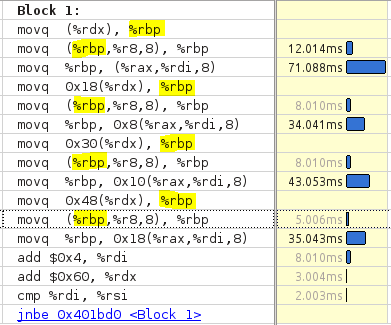 Block 1:
movq (%rdx), %rbp
movq (%rbp,%r8,8), %rbp 12.014ms
movq %rbp, (%rax,%rdi,8) 71.088ms
movq 0x18(%rdx), %rbp
movq (%rbp,%r8,8), %rbp 8.010ms
movq %rbp, 0x8(%rax,%rdi,8) 34.041ms
movq 0x30(%rdx), %rbp
movq (%rbp,%r8,8), %rbp 8.010ms
movq %rbp, 0x10(%rax,%rdi,8) 43.053ms
movq 0x48(%rdx), %rbp
movq (%rbp,%r8,8), %rbp 5.006ms
movq %rbp, 0x18(%rax,%rdi,8) 35.043ms
add $0x4, %rdi 8.010ms
add $0x60, %rdx 3.004ms
cmp %rdi, %rsi 2.003ms
jnbe 0x401bd0 <Block 1>